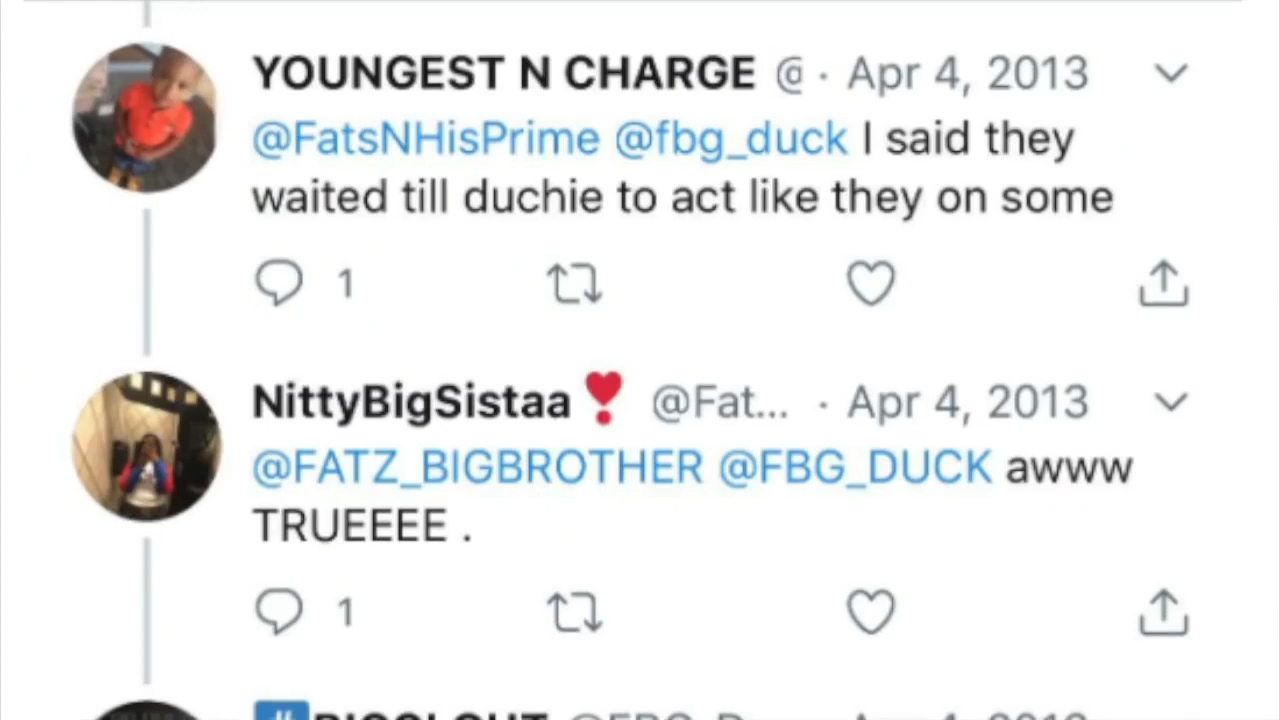 YOUNGEST N CHARGE @ · Apr 4, 2013
@FatsNHisPrime @fbg_duck I said they
waited till duchie to act like they on some
1
NittyBigSistaa❣️ @Fat... · Apr 4, 2013
@FATZ_BIGBROTHER @FBG_DUCK awww
TRUEEEE .
1